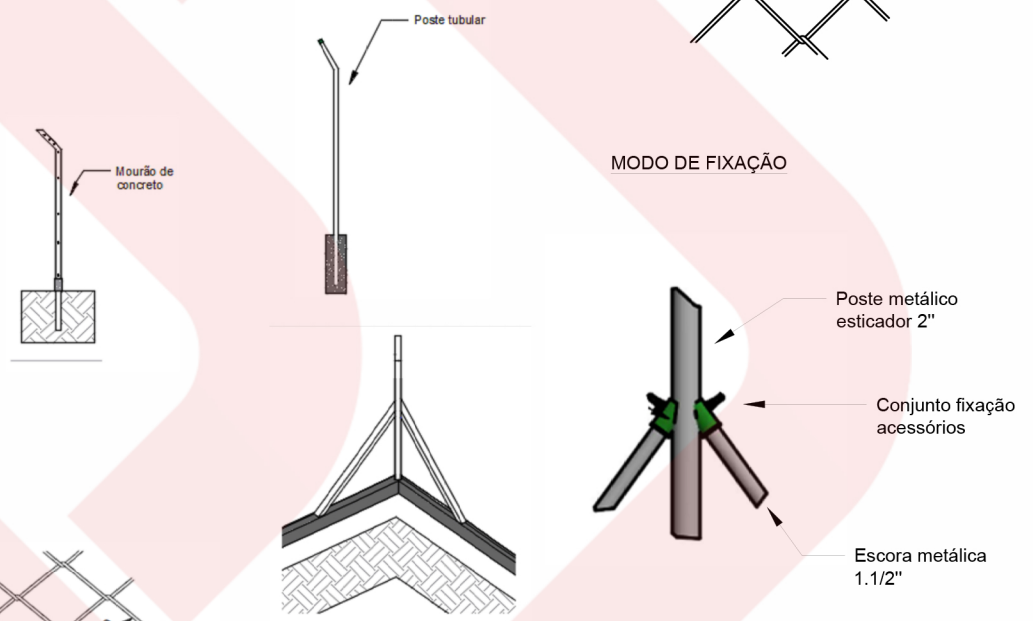 Poste tubular
Mourão de
concreto
MODO DE FIXAÇÃO
Poste metálico
esticador 2"
Conjunto fixação
acessórios
Escora metálica
1.1/2"